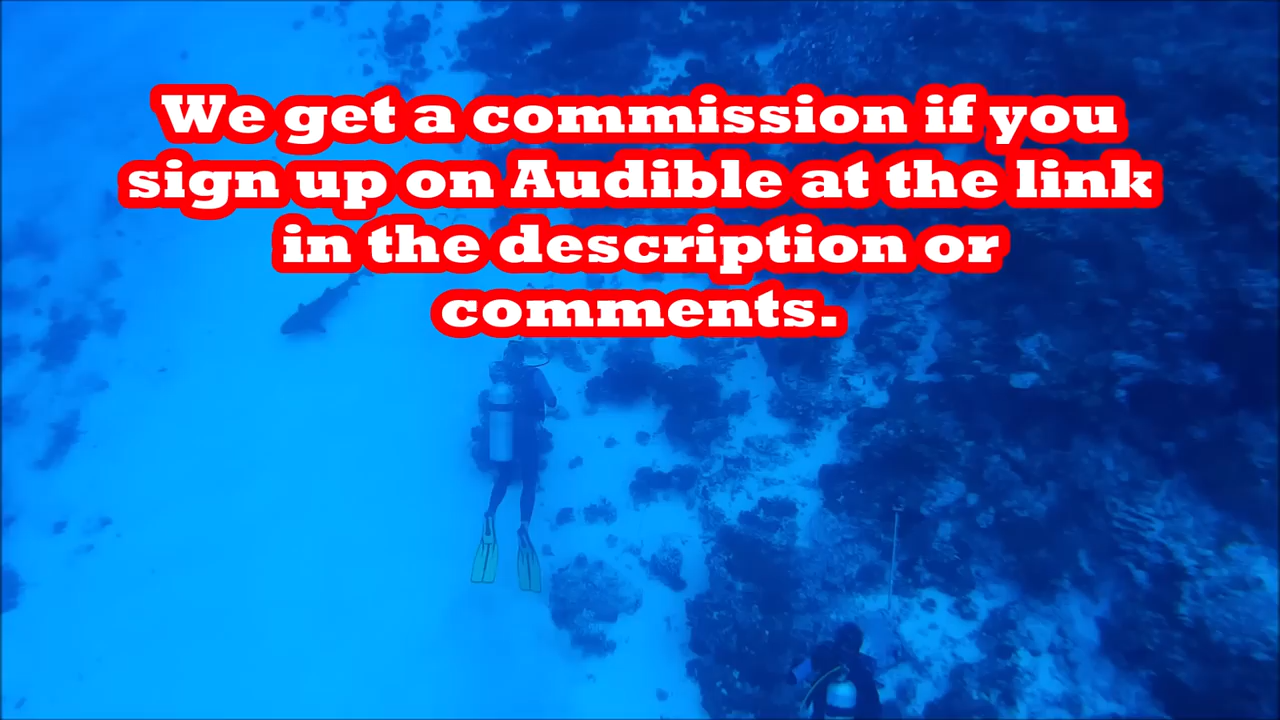 We get a commission if you
sign up on Audible at the link
in the description or
comments.